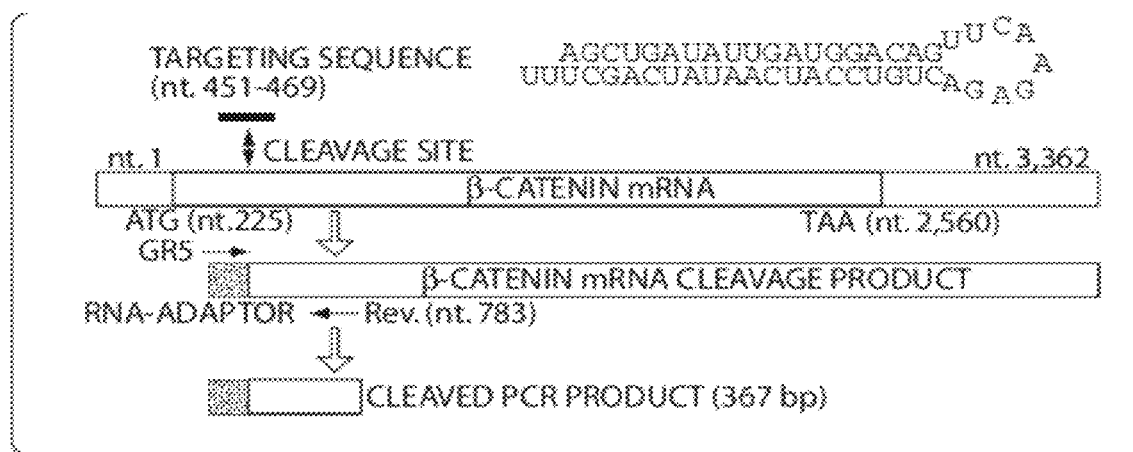 TARGETING SEQUENCE
(nt. 451-469)
AGCUGAUAUUGAUGGACAGUUCA
A
UUUCGACUAUAACUACCUGUCAGAG
CLEAVAGE SITE
nt. 1
nt. 3,362
β-CATENIN mRNA
ATG (nt.225)
TAA (nt. 2,560)
GR5
β-CATENIN mRNA CLEAVAGE PRODUCT
RNA-ADAPTOR
Rev. (nt. 783)
CLEAVED PCR PRODUCT (367 bp)